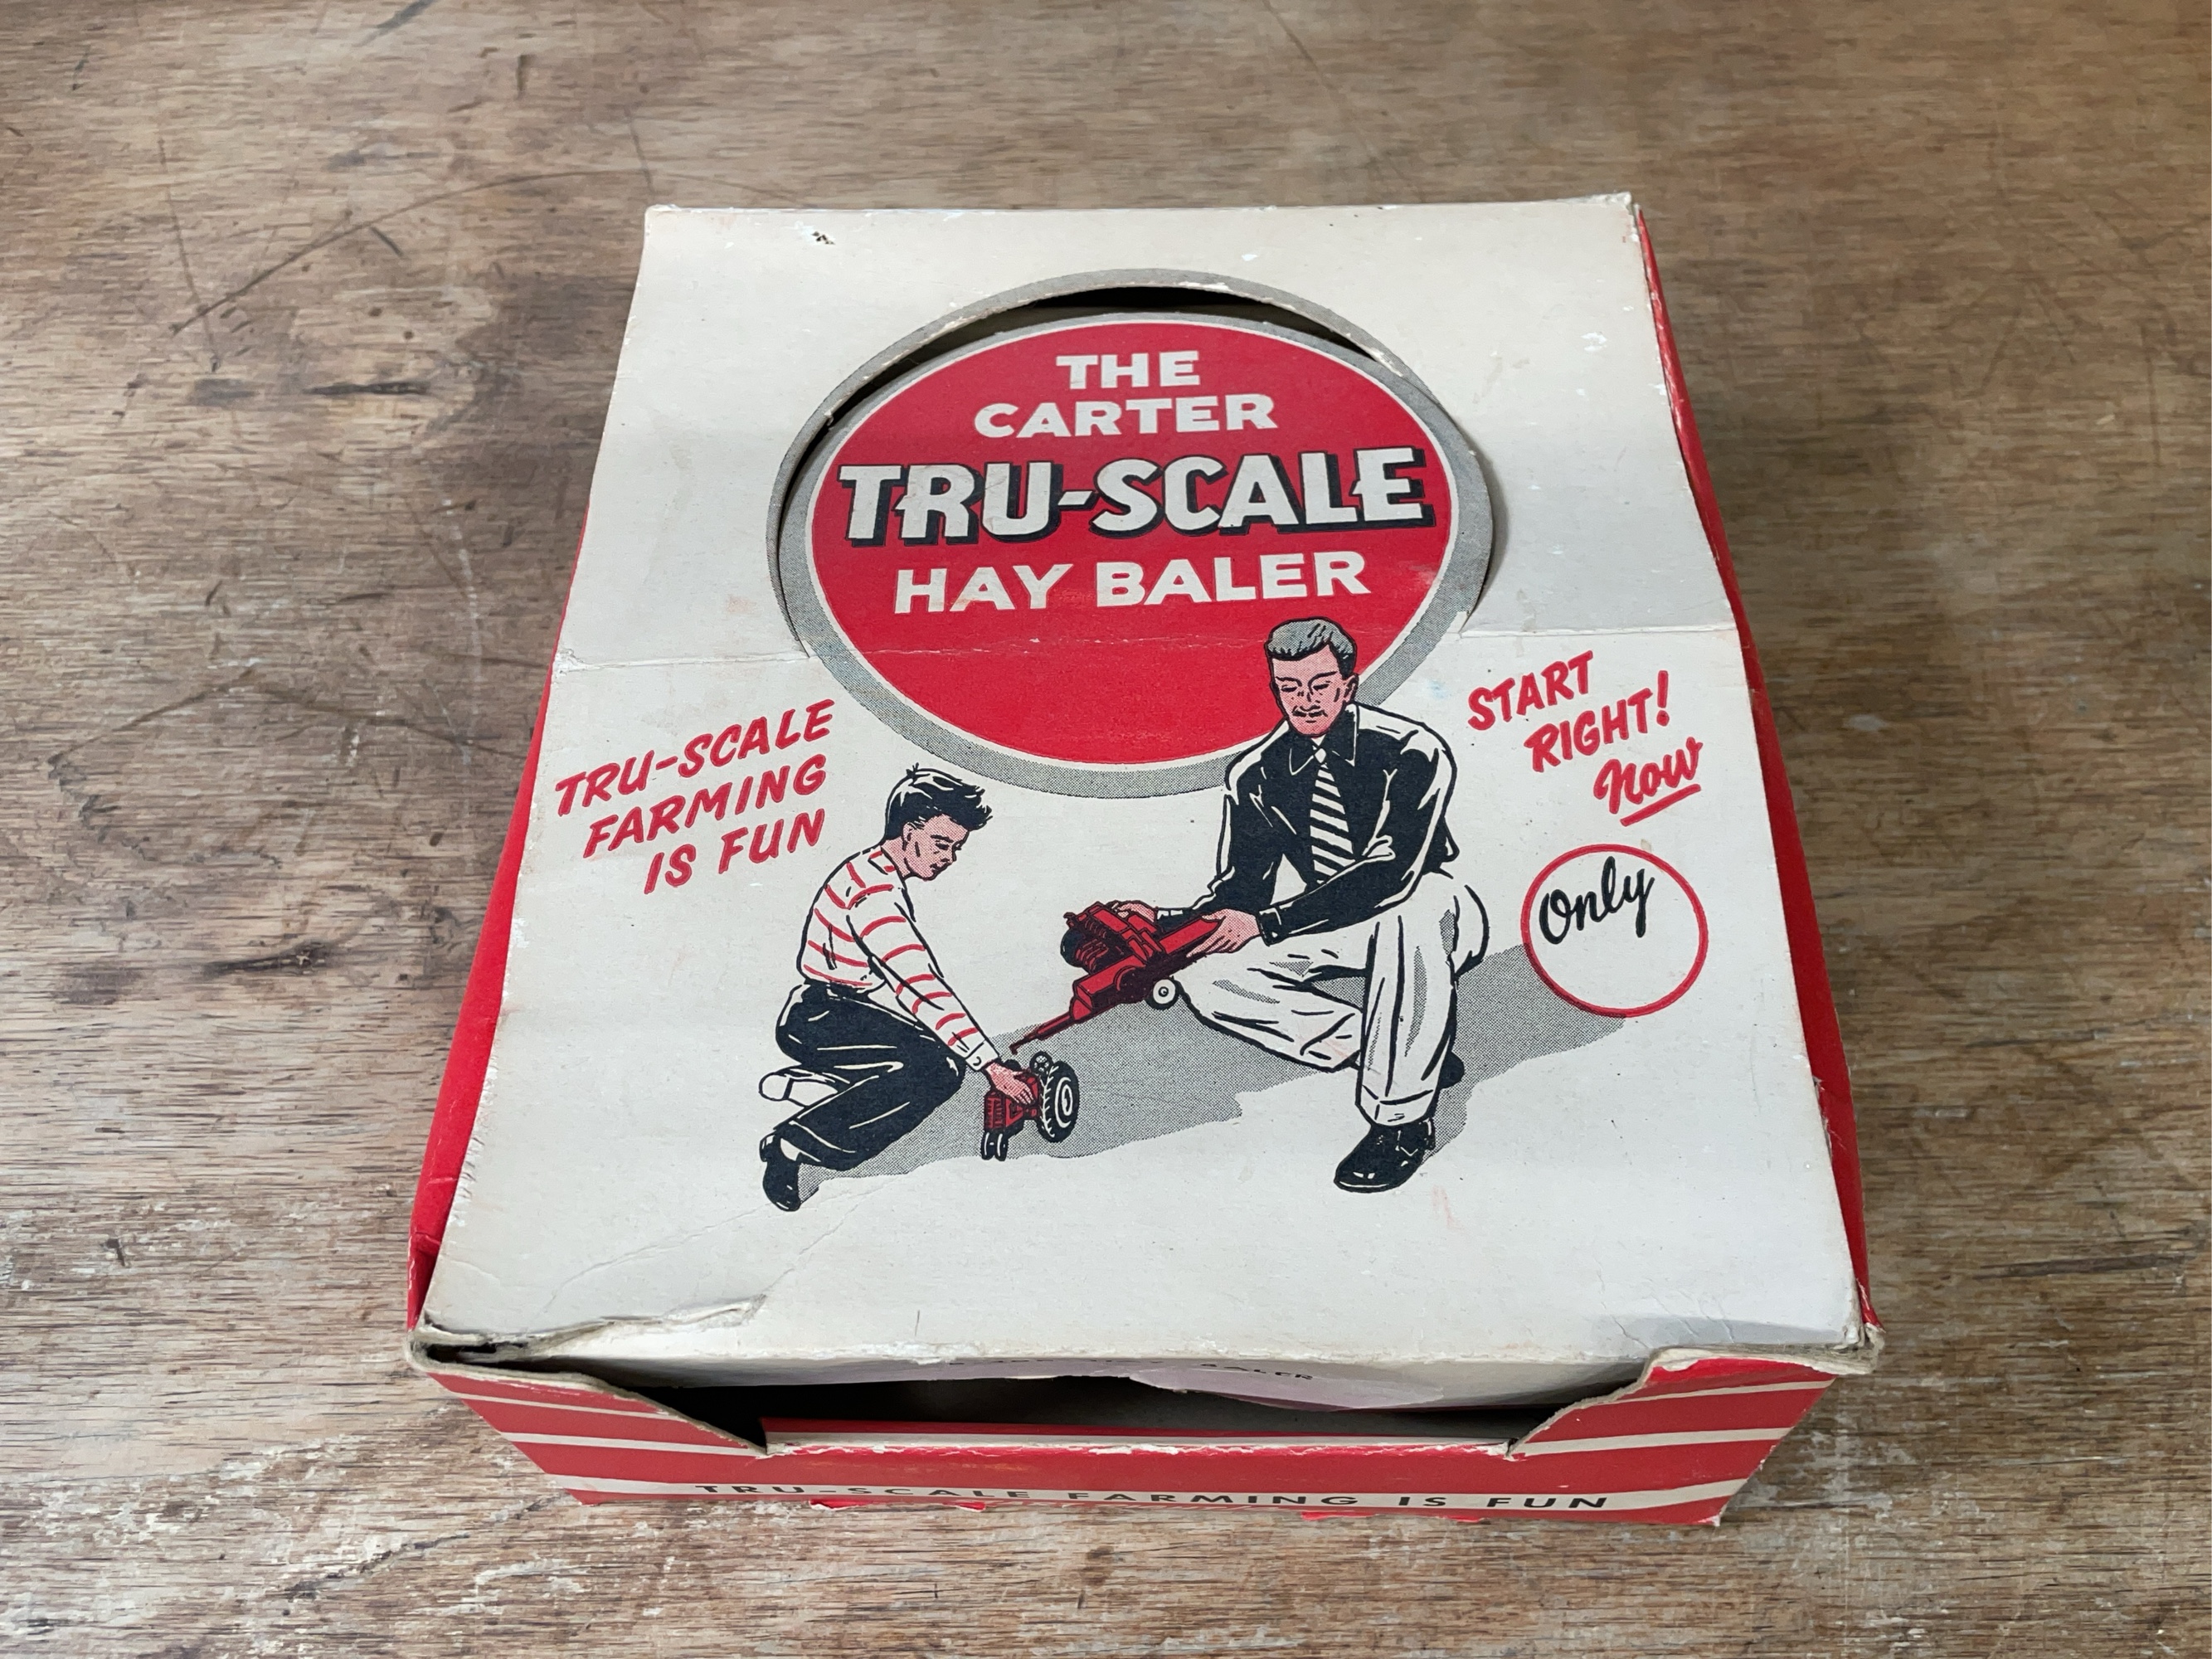 THE
CARTER
TRU-SCALE
HAY BALER
TRU-SCALE
FARMING
IS FUN
START
RIGHT!
Now
Only
BALER
TRU-SCALE FARMING IS FUN